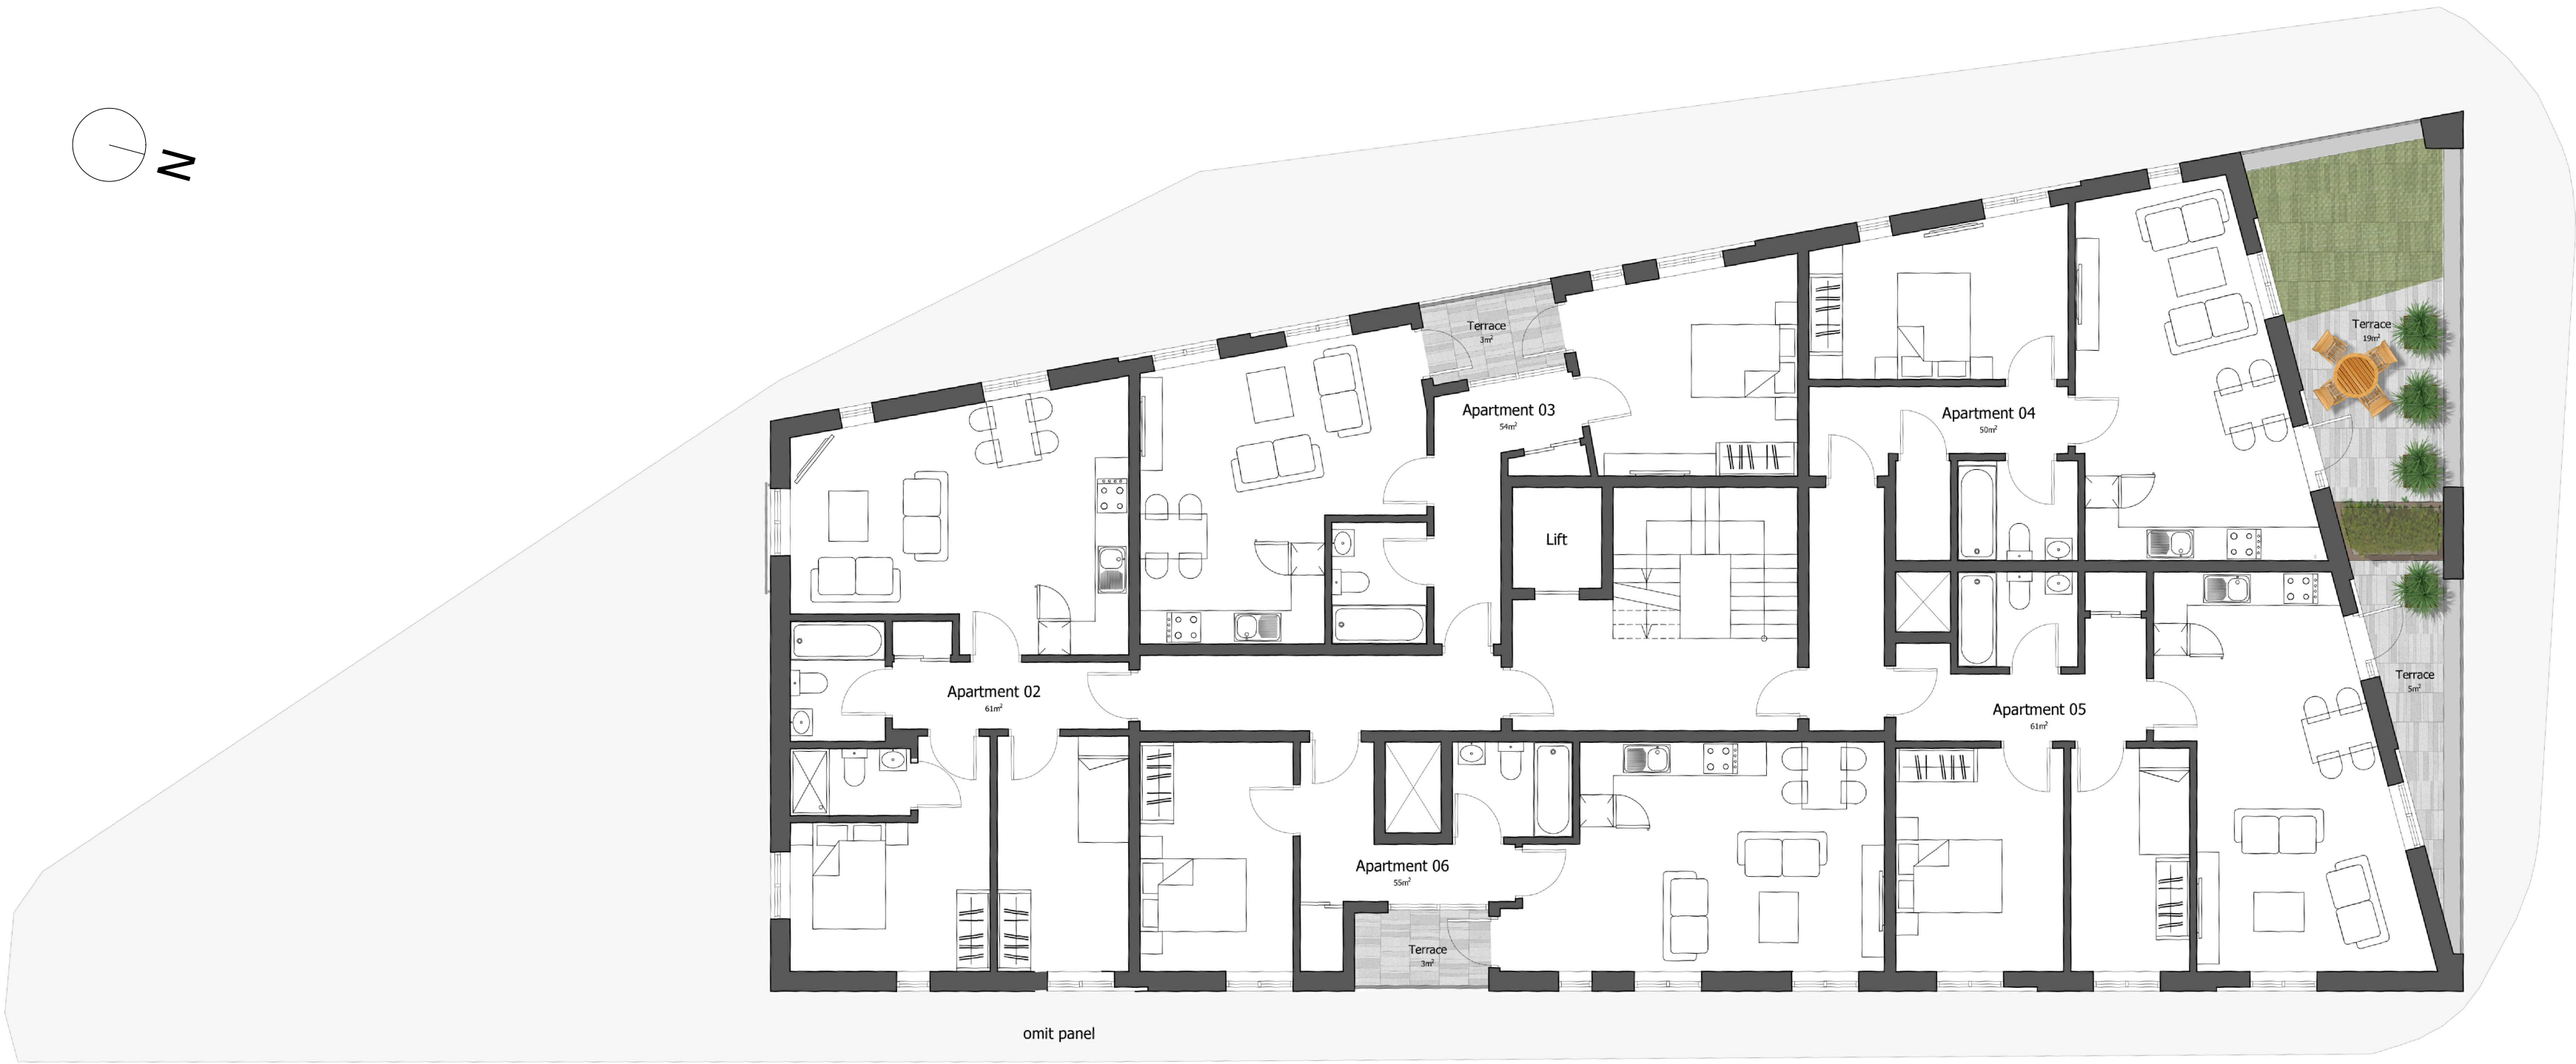 N
Terrace
3m²
Terrace
19m²
Apartment 03
54m²
Apartment 04
50m²
Lift
Apartment 02
61m²
Apartment 05
61m²
Terrace
5m²
Apartment 06
55m²
Terrace
3m²
omit panel